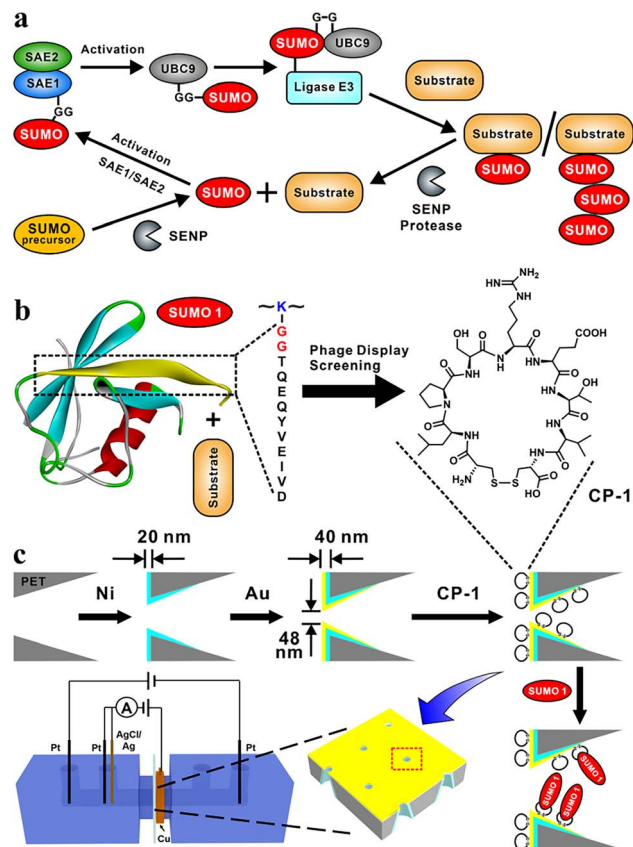 a
SAE2
SAE1
GG
SUMO
Activation
UBC9
GG
SUMO
G-G
SUMO
UBC9
Ligase E3
Substrate
Substrate
SUMO
/
Substrate
SUMO
SUMO
SUMO
Activation
SAE1/SAE2
SUMO
+
Substrate
SENP
Protease
SUMO
precursor
SENP
b
SUMO 1
+
Substrate
~K~
G
G
T
Q
E
Q
Y
V
E
I
V
D
Phage Display
Screening
NH2
HN
NH
HO
O
H
N
O
COOH
O
NH
O
N
O
HN
OH
NH
O
O
NH
O
HN
H2N
S-S
O
OH
CP-1
c
20 nm
40 nm
PET
Ni
Au
48
nm
CP-1
SUMO 1
SUMO 1
SUMO 1
SUMO 1
A
AgCl/
Ag
Pt
Pt
Pt
Cu